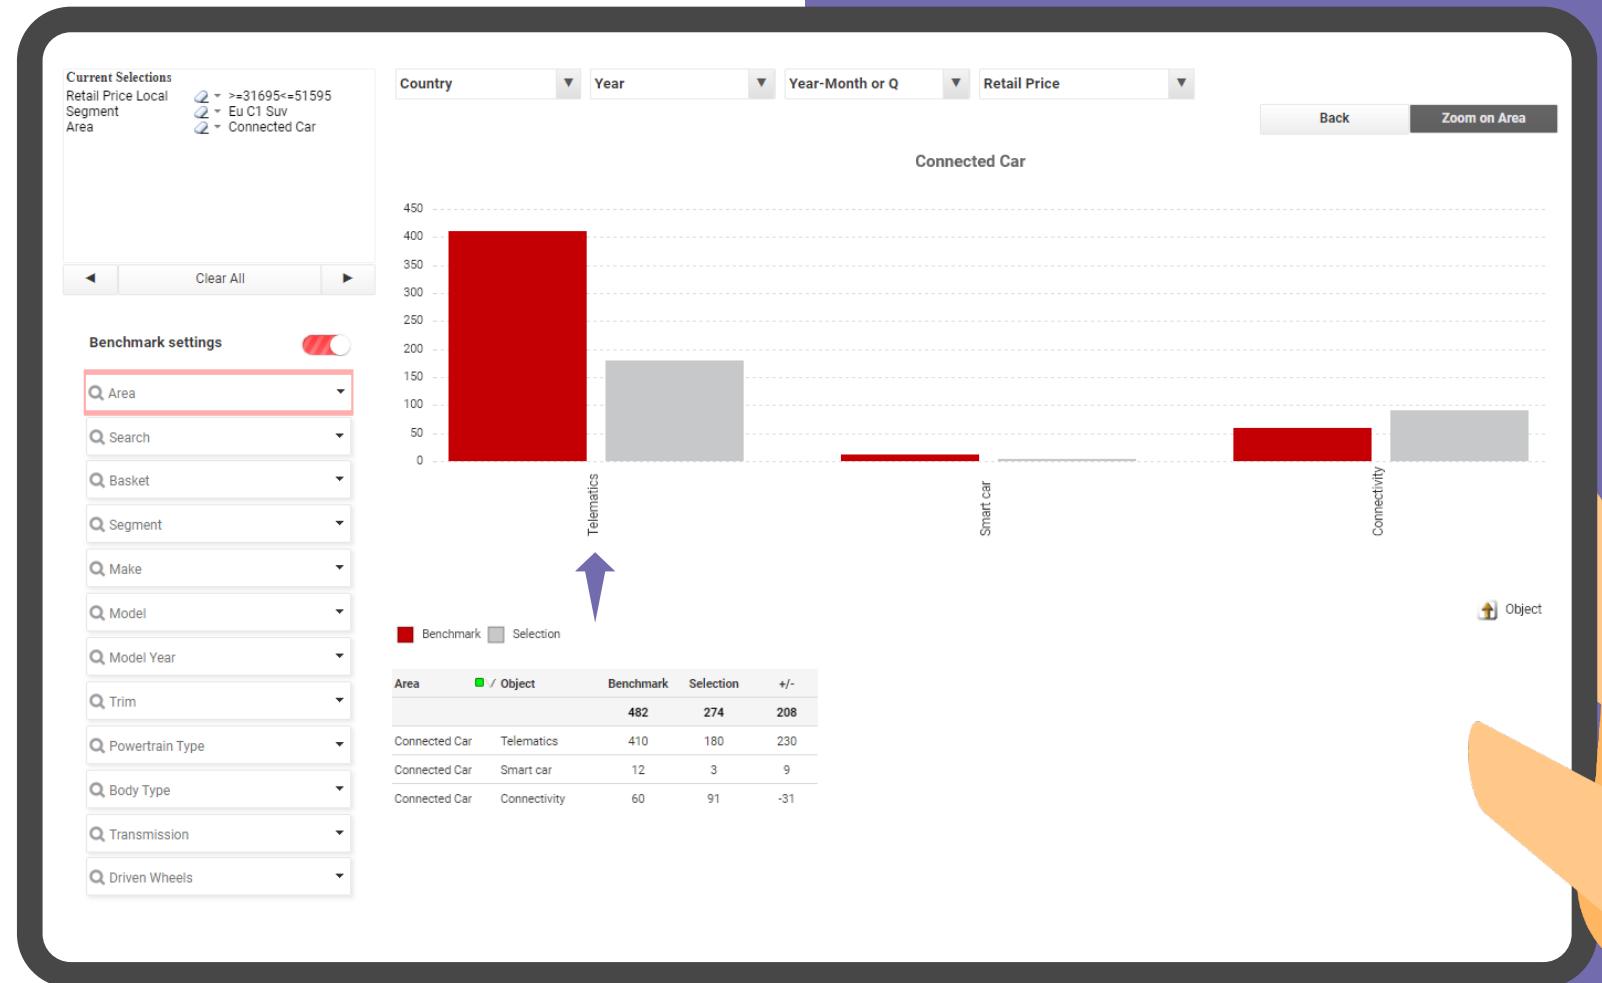 Current Selections
Retail Price Local >=31695<=51595
Segment Eu C1 Suv
Area Connected Car
Clear All
Benchmark settings
Area
Search
Basket
Segment
Make
Model
Model Year
Trim
Powertrain Type
Body Type
Transmission
Driven Wheels
Country Year Year-Month or Q Retail Price
Back Zoom on Area
Connected Car
450
400
350
300
250
200
150
100
50
0
Telematics
Smart car
Connectivity
Object
Benchmark Selection
Area / Object Benchmark Selection +/-
482 274 208
Connected Car Telematics 410 180 230
Connected Car Smart car 12 3 9
Connected Car Connectivity 60 91 -31